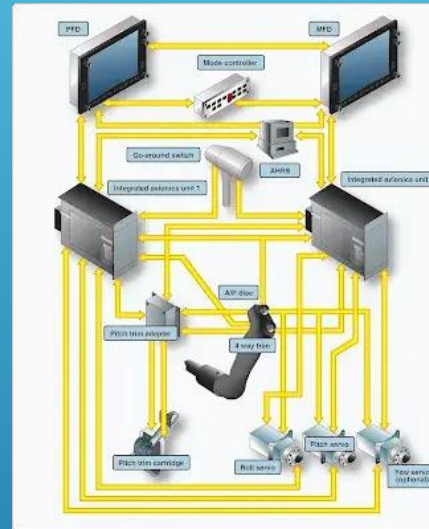 PFD
MFD
Mode controller
Go-around switch
AHRS
Integrated avionics unit 1
Integrated avionics unit
A/P disc
Pitch trim adapter
4 way trim
Pitch trim cartridge
Roll servo
Pitch servo
Yaw servo
(optional)